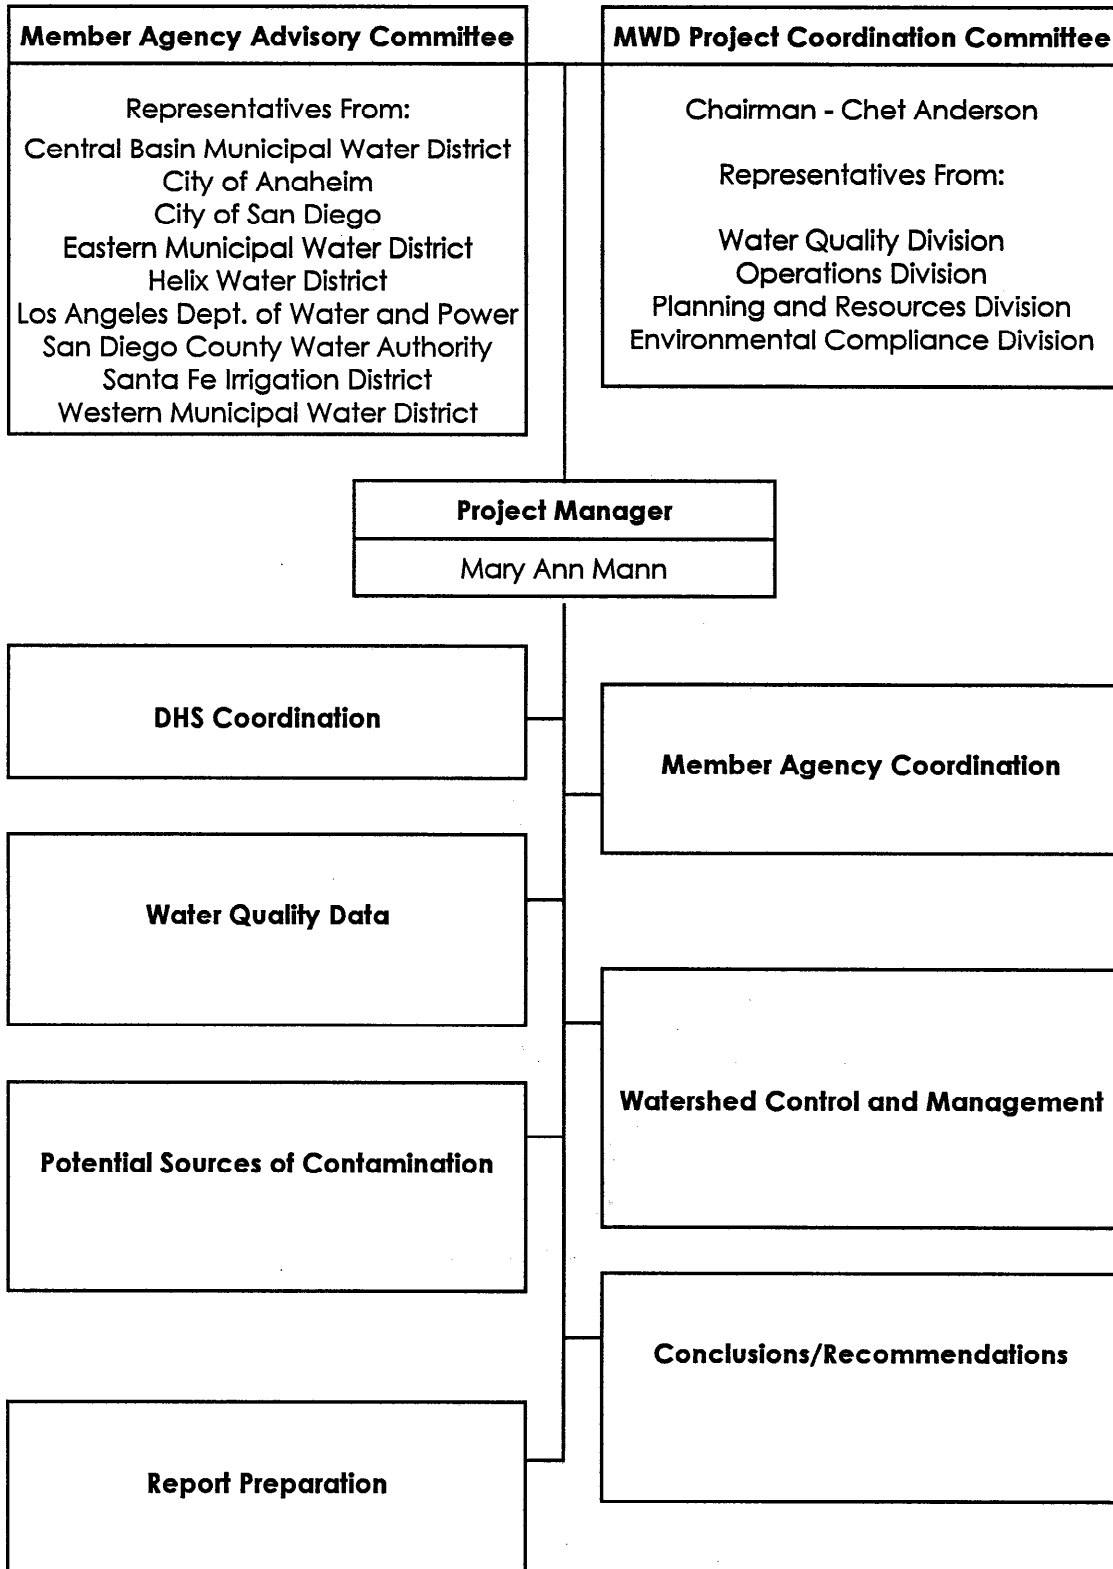 Member Agency Advisory Committee
Representatives From:
Central Basin Municipal Water District
City of Anaheim
City of San Diego
Eastern Municipal Water District
Helix Water District
Los Angeles Dept. of Water and Power
San Diego County Water Authority
Santa Fe Irrigation District
Western Municipal Water District
MWD Project Coordination Committee
Chairman - Chet Anderson
Representatives From:
Water Quality Division
Operations Division
Planning and Resources Division
Environmental Compliance Division
Project Manager
Mary Ann Mann
DHS Coordination
Member Agency Coordination
Water Quality Data
Watershed Control and Management
Potential Sources of Contamination
Conclusions/Recommendations
Report Preparation